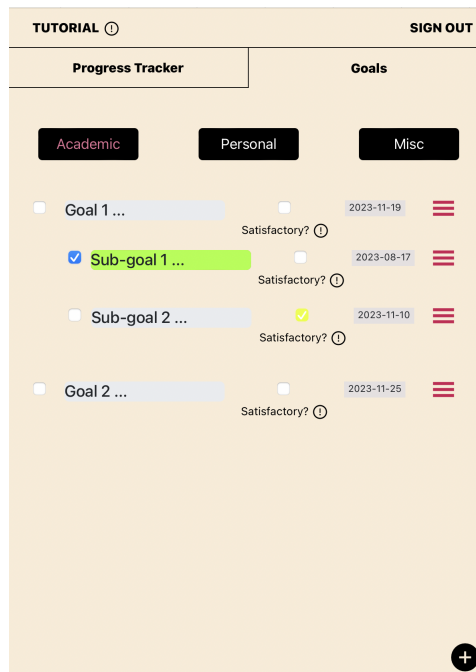 TUTORIAL
SIGN OUT
Progress Tracker
Goals
Academic
Personal
Misc
Goal 1 ...
2023-11-19
Satisfactory?
Sub-goal 1 ...
2023-08-17
Satisfactory?
Sub-goal 2 ...
2023-11-10
Satisfactory?
Goal 2 ...
2023-11-25
Satisfactory?